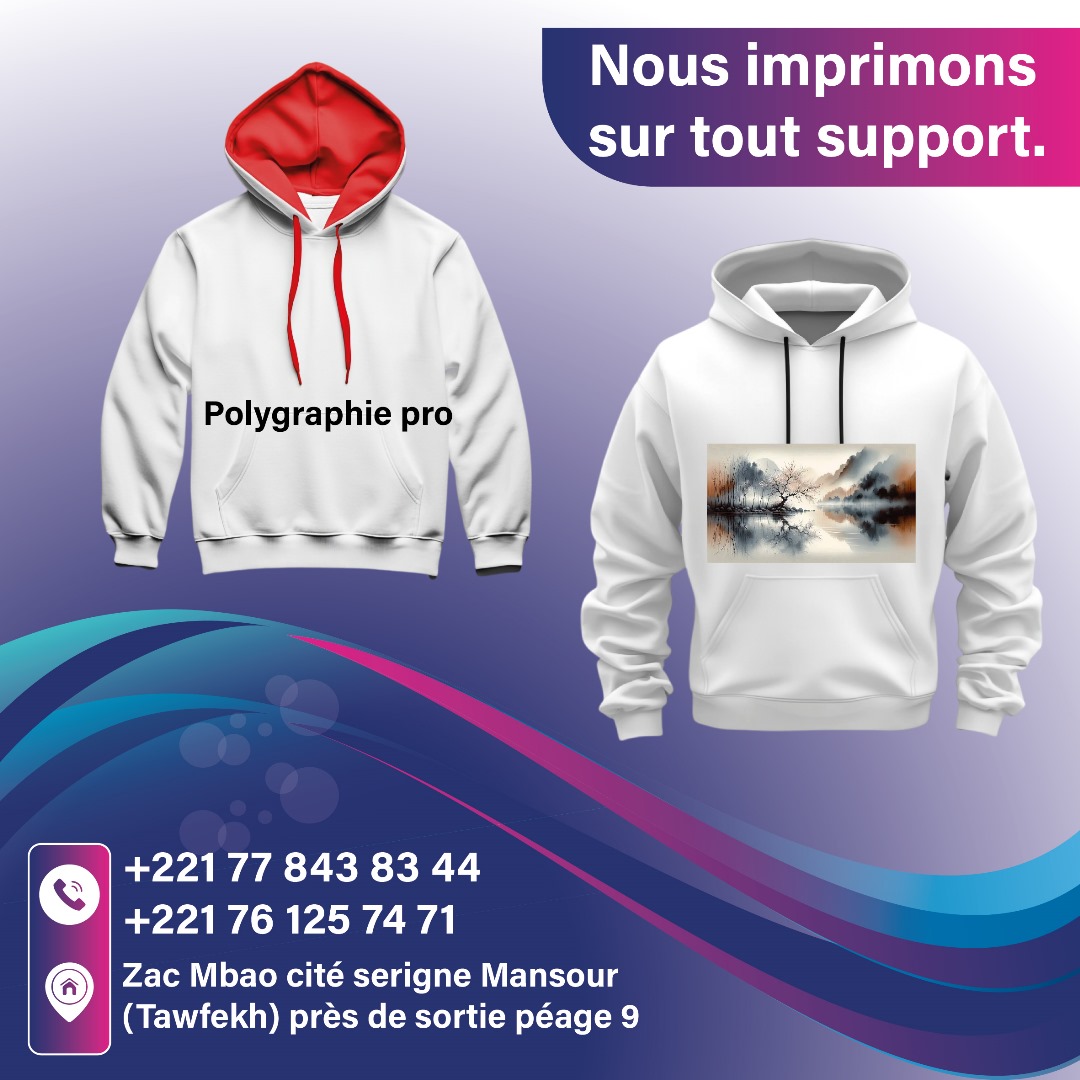 Nous imprimons
sur tout support.
Polygraphie pro
+221 77 843 83 44
+221 76 125 74 71
Zac Mbao cité serigne Mansour
(Tawfekh) près de sortie péage 9